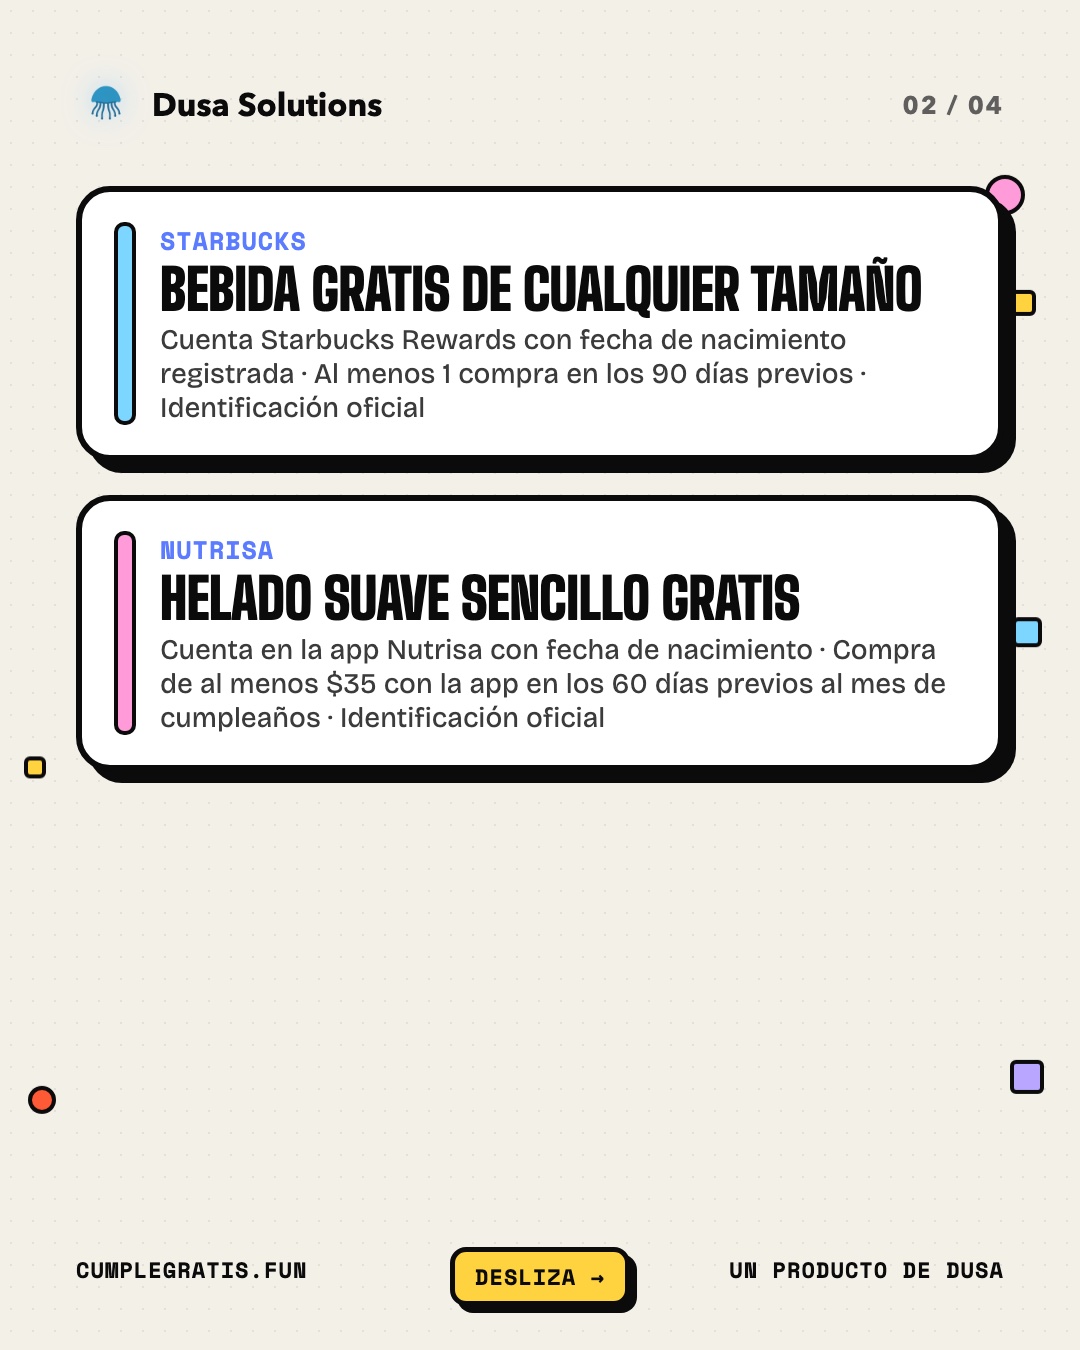 Dusa Solutions
02 / 04
STARBUCKS
BEBIDA GRATIS DE CUALQUIER TAMAÑO
Cuenta Starbucks Rewards con fecha de nacimiento
registrada · Al menos 1 compra en los 90 días previos ·
Identificación oficial
NUTRISA
HELADO SUAVE SENCILLO GRATIS
Cuenta en la app Nutrisa con fecha de nacimiento · Compra
de al menos $35 con la app en los 60 días previos al mes de
cumpleaños · Identificación oficial
CUMPLEGRATIS.FUN
DESLIZA →
UN PRODUCTO DE DUSA